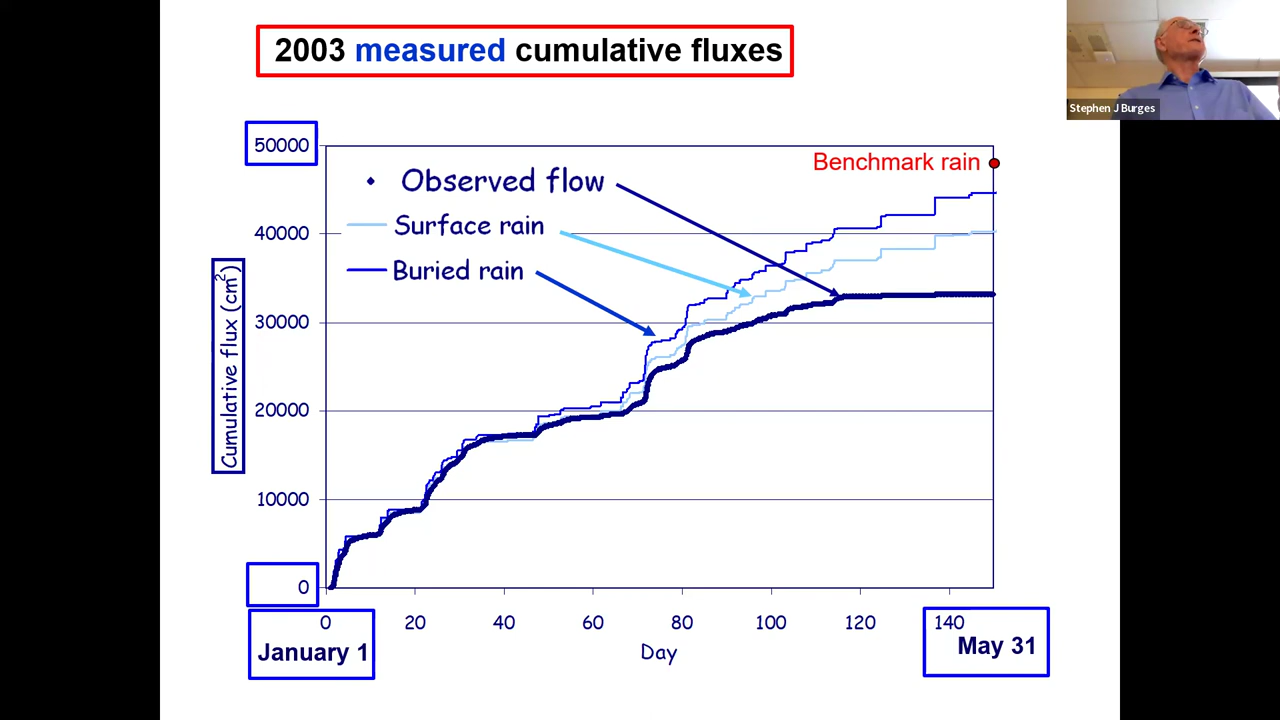 2003 measured cumulative fluxes
Stephen J Burges
50000
Benchmark rain
Observed flow
Surface rain
40000
Buried rain
Cumulative flux (cm²)
30000
20000
10000
0
0 20 40 60 80 100 120 140
January 1
Day
May 31